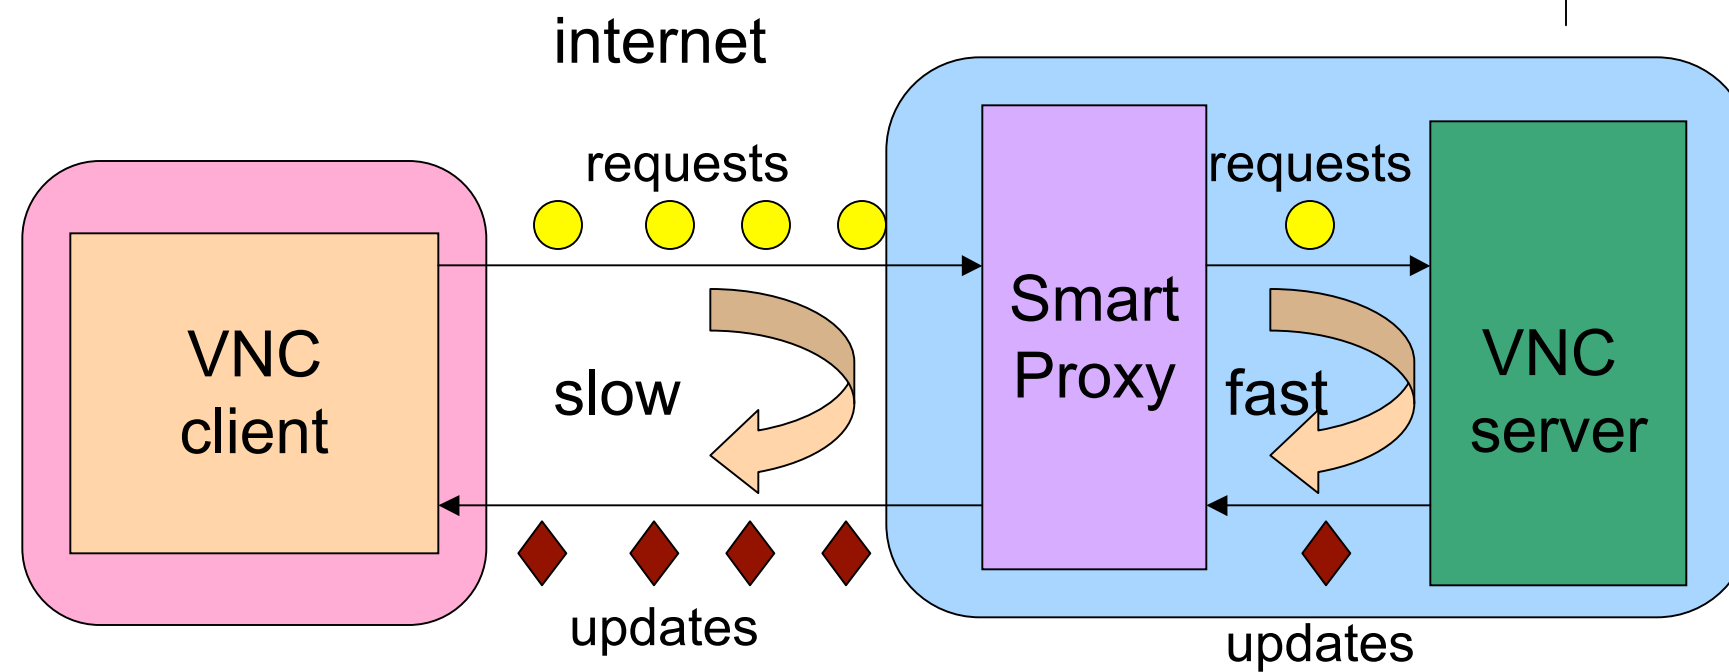 internet
requests
requests
VNC
client
slow
Smart
Proxy
fast
VNC
server
updates
updates